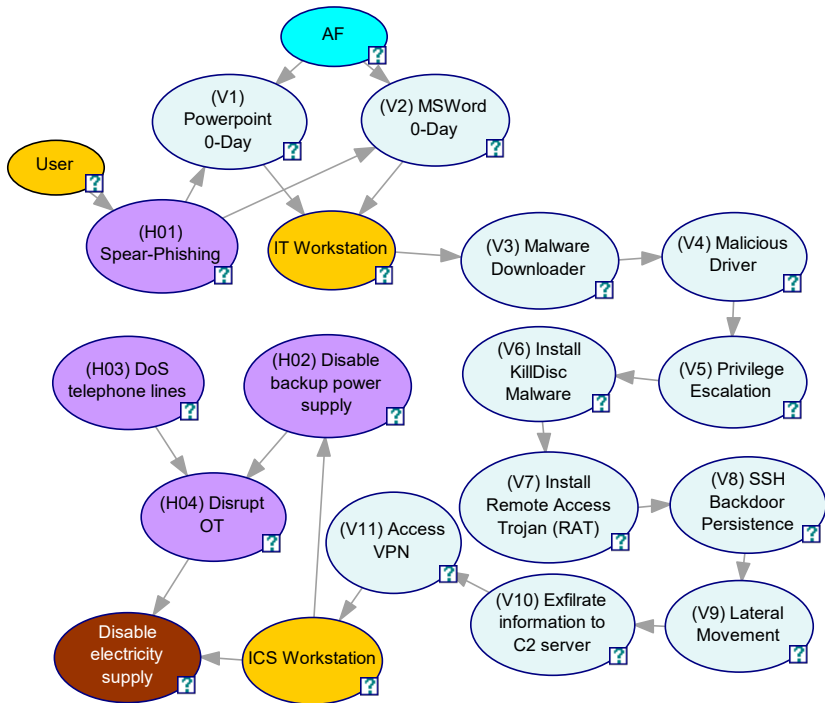 AF
(V1)
Powerpoint
0-Day
(V2) MSWord
0-Day
User
(H01)
Spear-Phishing
IT Workstation
(V3) Malware
Downloader
(V4) Malicious
Driver
(H03) DoS
telephone lines
(H02) Disable
backup power
supply
(V6) Install
KillDisc
Malware
(V5) Privilege
Escalation
(H04) Disrupt
OT
(V11) Access
VPN
(V7) Install
Remote Access
Trojan (RAT)
(V8) SSH
Backdoor
Persistence
Disable
electricity
supply
ICS Workstation
(V10) Exfilrate
information to
C2 server
(V9) Lateral
Movement